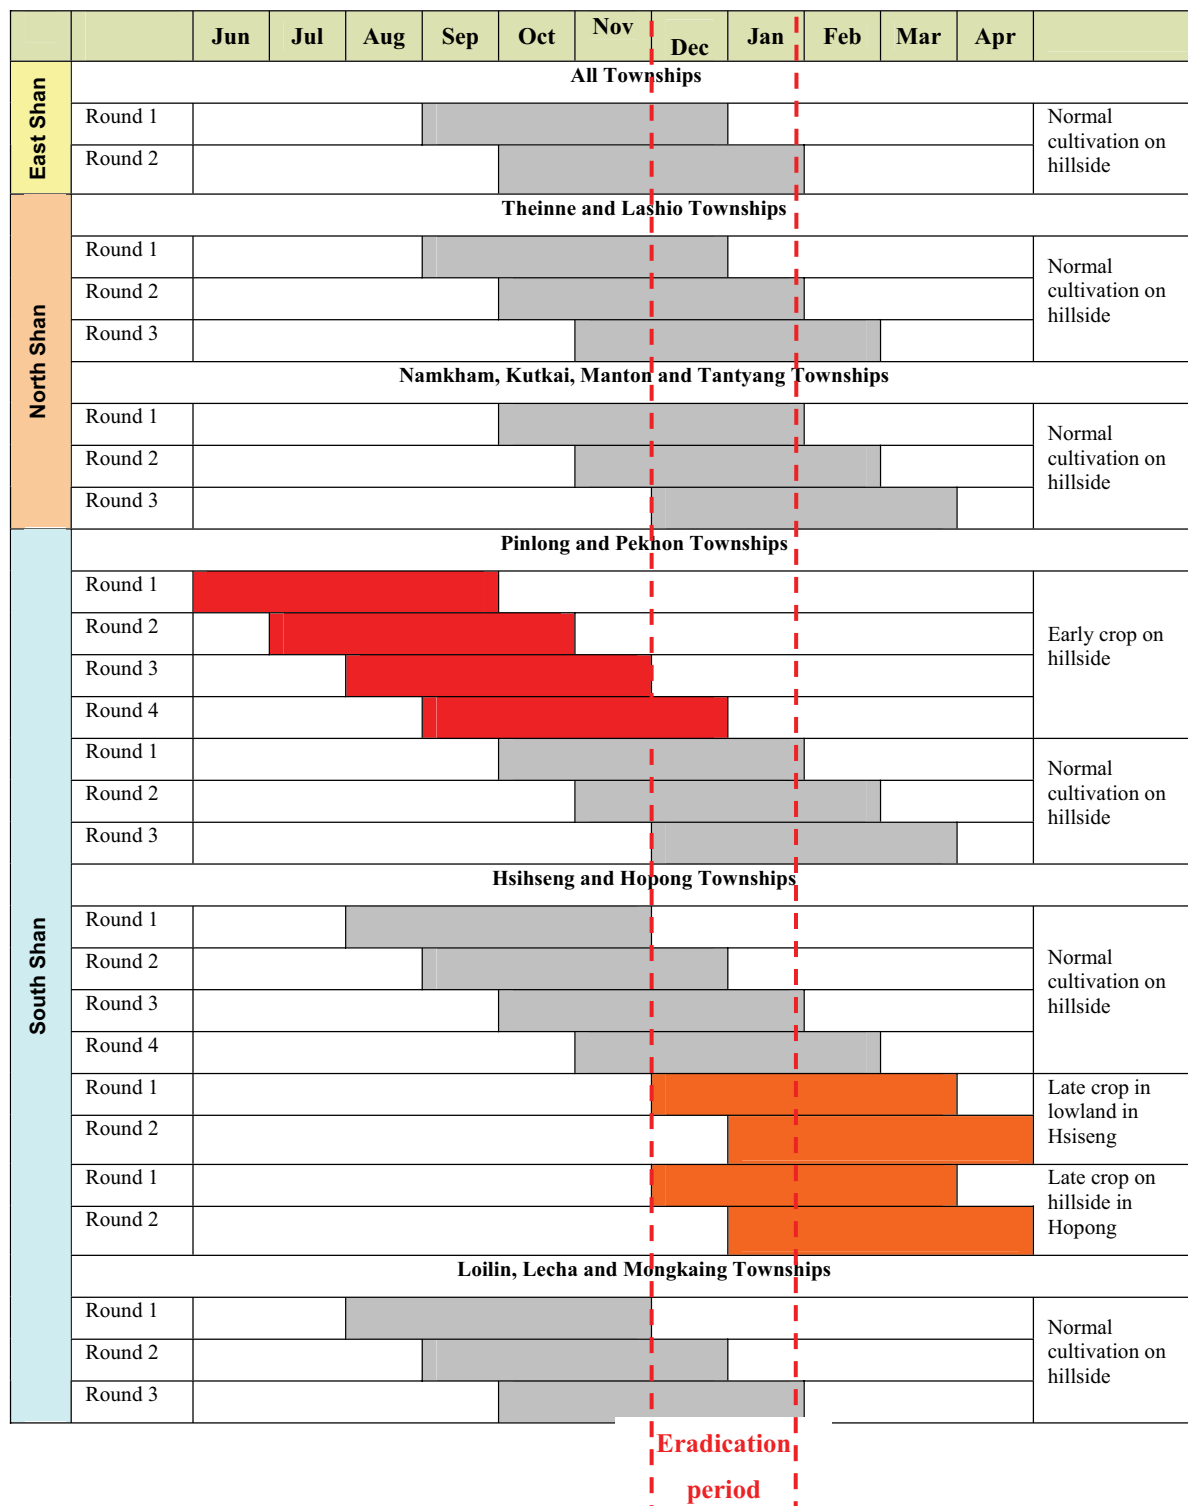 Jun Jul Aug Sep Oct Nov Dec Jan Feb Mar Apr
East Shan
All Townships
Round 1
Round 2
Normal
cultivation on
hillside
North Shan
Theinne and Lashio Townships
Round 1
Round 2
Round 3
Normal
cultivation on
hillside
Namkham, Kutkai, Manton and Tantyang Townships
Round 1
Round 2
Round 3
Normal
cultivation on
hillside
South Shan
Pinlong and Pekhon Townships
Round 1
Round 2
Round 3
Round 4
Early crop on
hillside
Round 1
Round 2
Round 3
Normal
cultivation on
hillside
Hsihseng and Hopong Townships
Round 1
Round 2
Round 3
Round 4
Normal
cultivation on
hillside
Round 1
Round 2
Late crop in
lowland in
Hsiseng
Round 1
Round 2
Late crop on
hillside in
Hopong
Loilin, Lecha and Mongkaing Townships
Round 1
Round 2
Round 3
Normal
cultivation on
hillside
Eradication
period